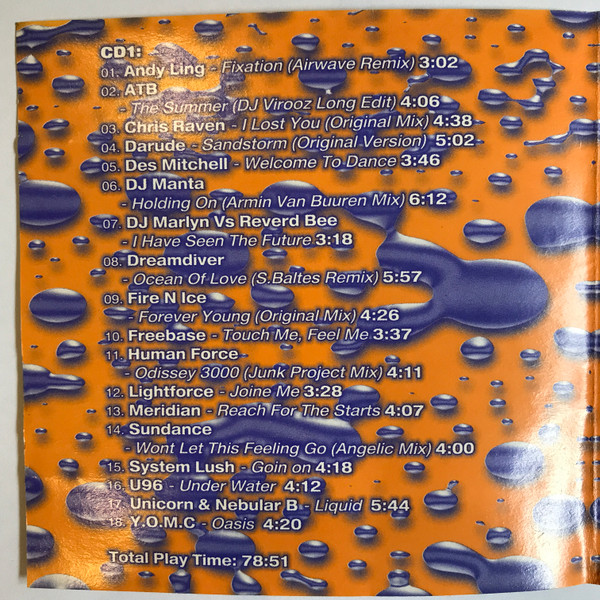 CD1:
01. Andy Ling - Fixation (Airwave Remix) 3:02
02. ATB
- The Summer (DJ Virooz Long Edit) 4:06
03. Chris Raven - I Lost You (Original Mix) 4:38
04. Darude - Sandstorm (Original Version) 5:02
05. Des Mitchell - Welcome To Dance 3:46
06. DJ Manta
- Holding On (Armin Van Buuren Mix) 6:12
07. DJ Marlyn Vs Reverd Bee
- I Have Seen The Future 3:18
08. Dreamdiver
- Ocean Of Love (S.Baltes Remix) 5:57
09. Fire N Ice
- Forever Young (Original Mix) 4:26
10. Freebase - Touch Me, Feel Me 3:37
11. Human Force
- Odissey 3000 (Junk Project Mix) 4:11
12. Lightforce - Joine Me 3:28
13. Meridian - Reach For The Starts 4:07
14. Sundance
- Wont Let This Feeling Go (Angelic Mix) 4:00
15. System Lush - Goin on 4:18
16. U96 - Under Water 4:12
17. Unicorn & Nebular B - Liquid 5:44
18. Y.O.M.C - Oasis 4:20
Total Play Time: 78:51